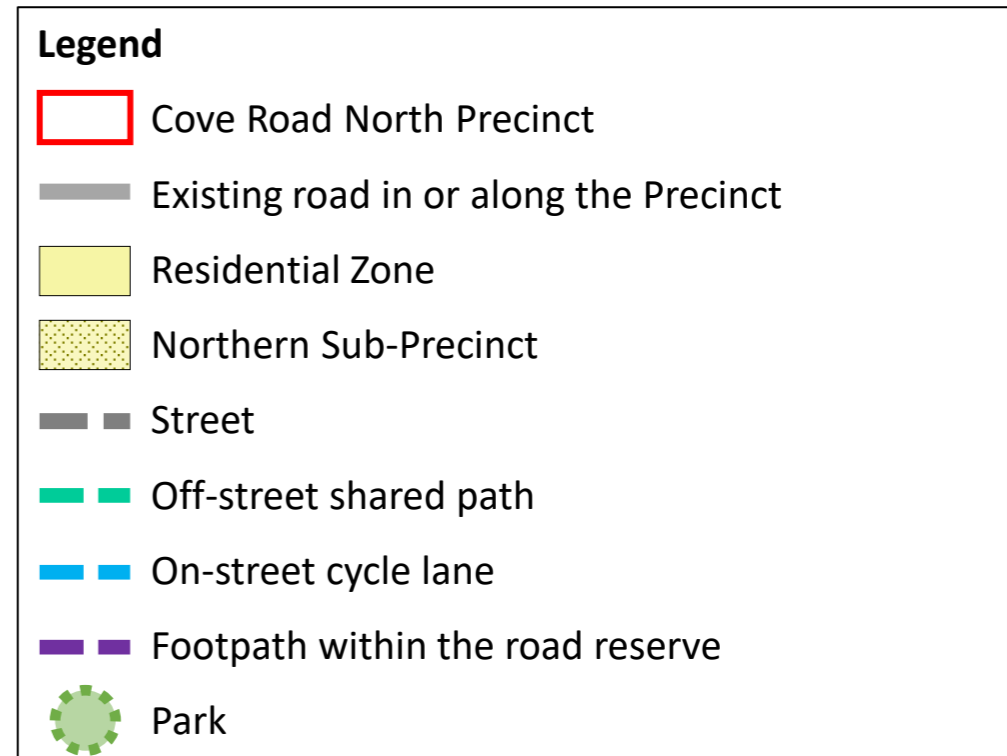 Legend
Cove Road North Precinct
Existing road in or along the Precinct
Residential Zone
Northern Sub-Precinct
Street
Off-street shared path
On-street cycle lane
Footpath within the road reserve
Park